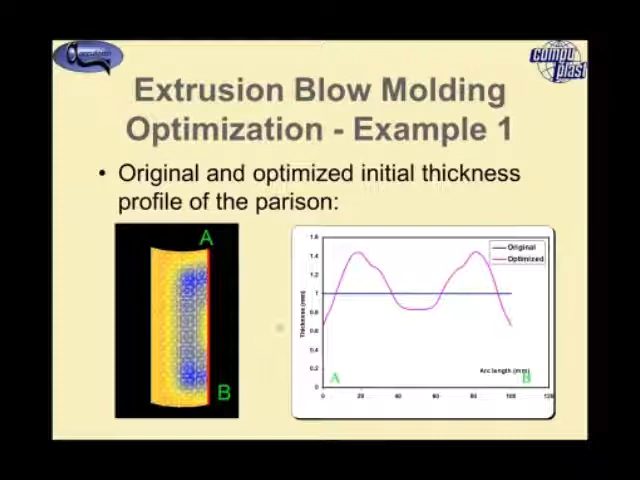 compu
plast
Extrusion Blow Molding
Optimization - Example 1
• Original and optimized initial thickness
profile of the parison:
A
B
1.6
1.4
1.2
1
0.8
0.6
0.4
0.2
0
Thickness (mm)
Original
Optimized
Arc length (mm)
A
B
0
20
40
60
80
100
120